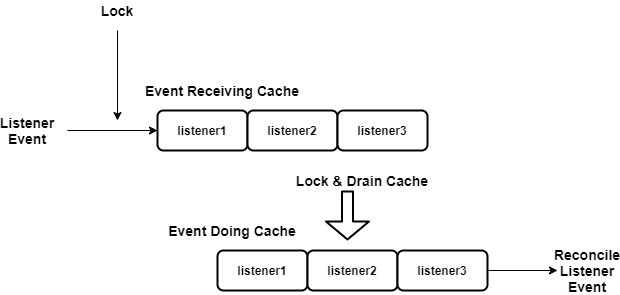 Lock
Event Receiving Cache
Listener
Event
listener1
listener2
listener3
Lock & Drain Cache
Event Doing Cache
listener1
listener2
listener3
Reconcile
Listener
Event